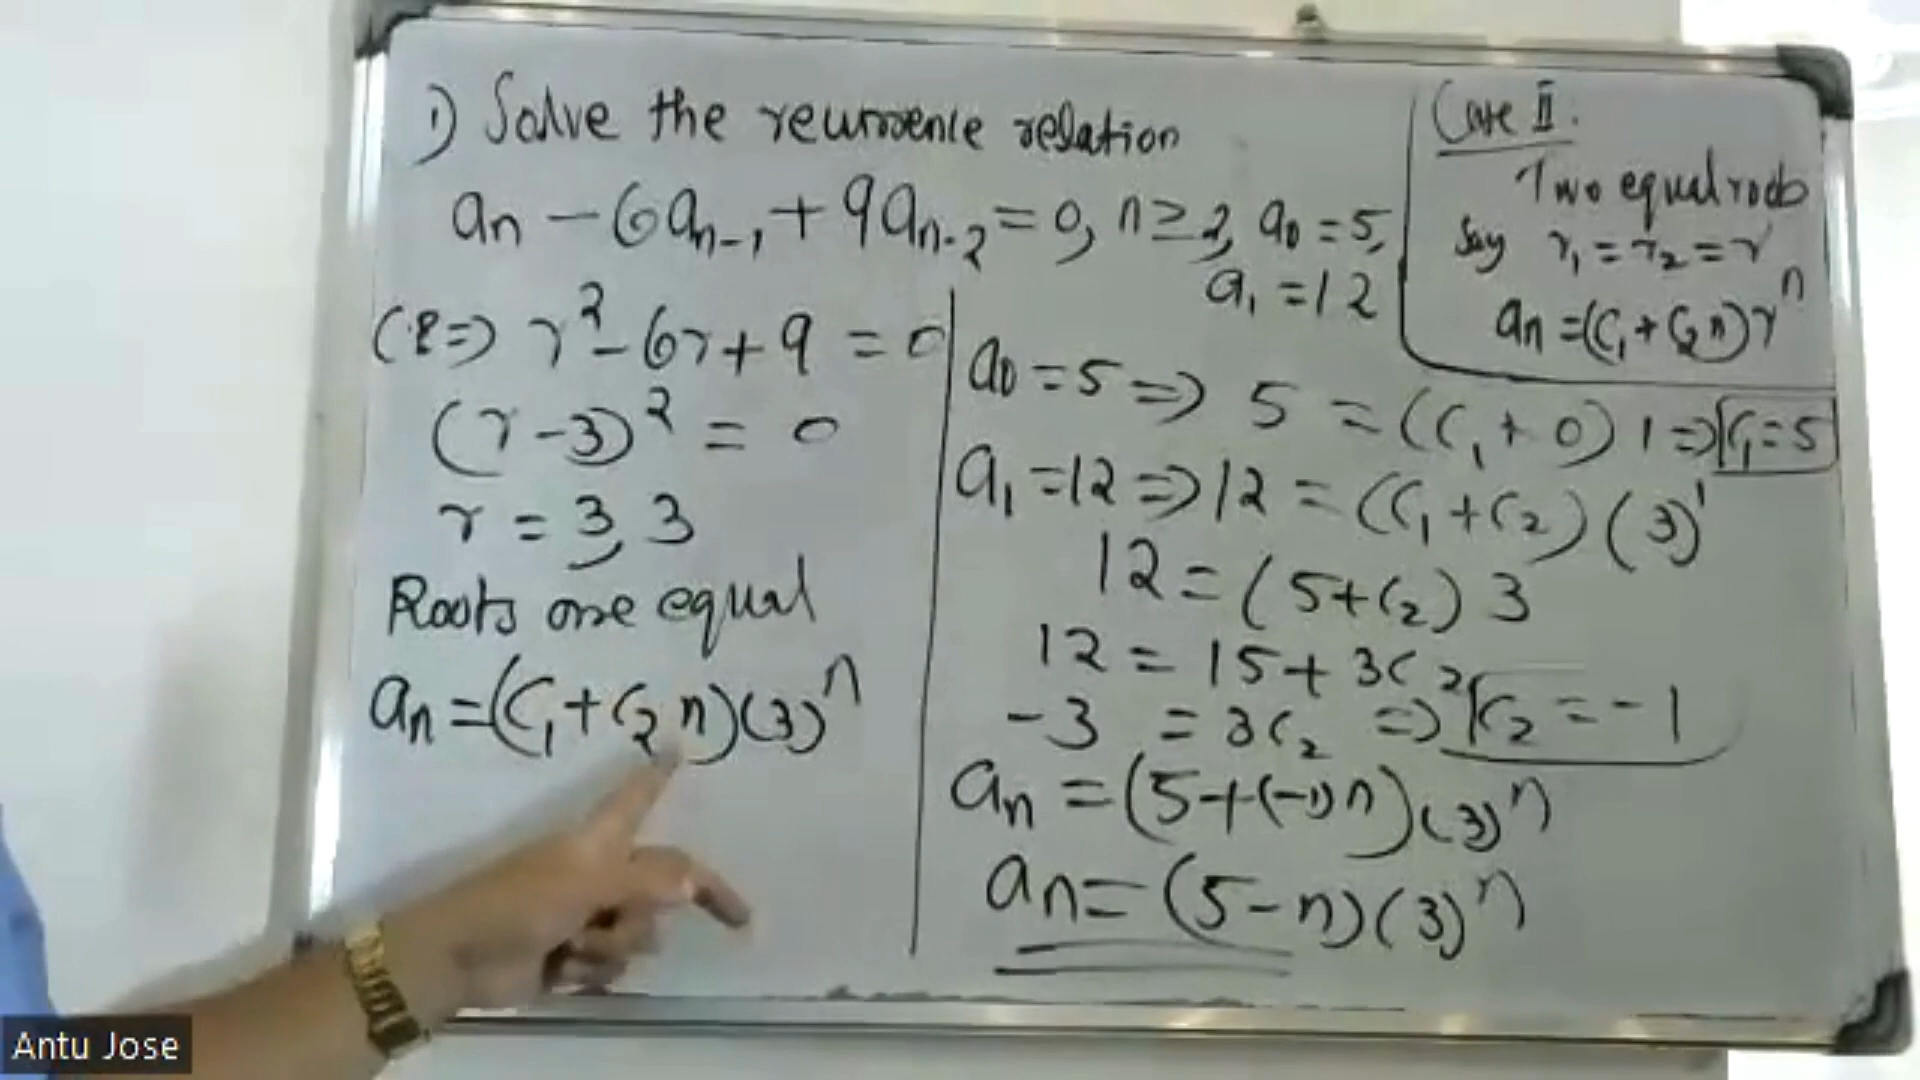 1) Solve the recurrence relation
aₙ - 6aₙ₋₁ + 9aₙ₋₂ = 0, n ≥ 2, a₀ = 5,
a₁ = 12
Case II.
Two equal roots
Say r₁ = r₂ = r
aₙ = (C₁ + C₂n)rⁿ
CE => r² - 6r + 9 = 0
(r - 3)² = 0
r = 3, 3
Roots are equal
aₙ = (C₁ + C₂n)(3)ⁿ
a₀ = 5 => 5 = (C₁ + 0) 1 => C₁ = 5
a₁ = 12 => 12 = (C₁ + C₂)(3)¹
12 = (5 + C₂) 3
12 = 15 + 3C₂
-3 = 3C₂ => C₂ = -1
aₙ = (5 + (-1)n)(3)ⁿ
aₙ = (5 - n)(3)ⁿ
Antu Jose